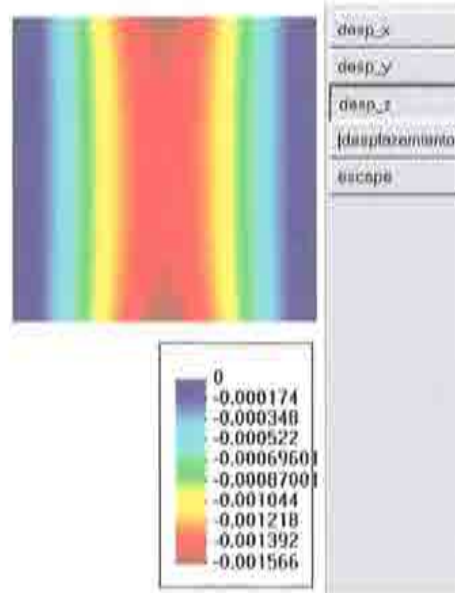 desp_x
desp_y
desp_z
|desplazamiento
escape
0
-0.000174
-0.000348
-0.000522
-0.00069601
-0.00087001
-0.001044
-0.001218
-0.001392
-0.001566